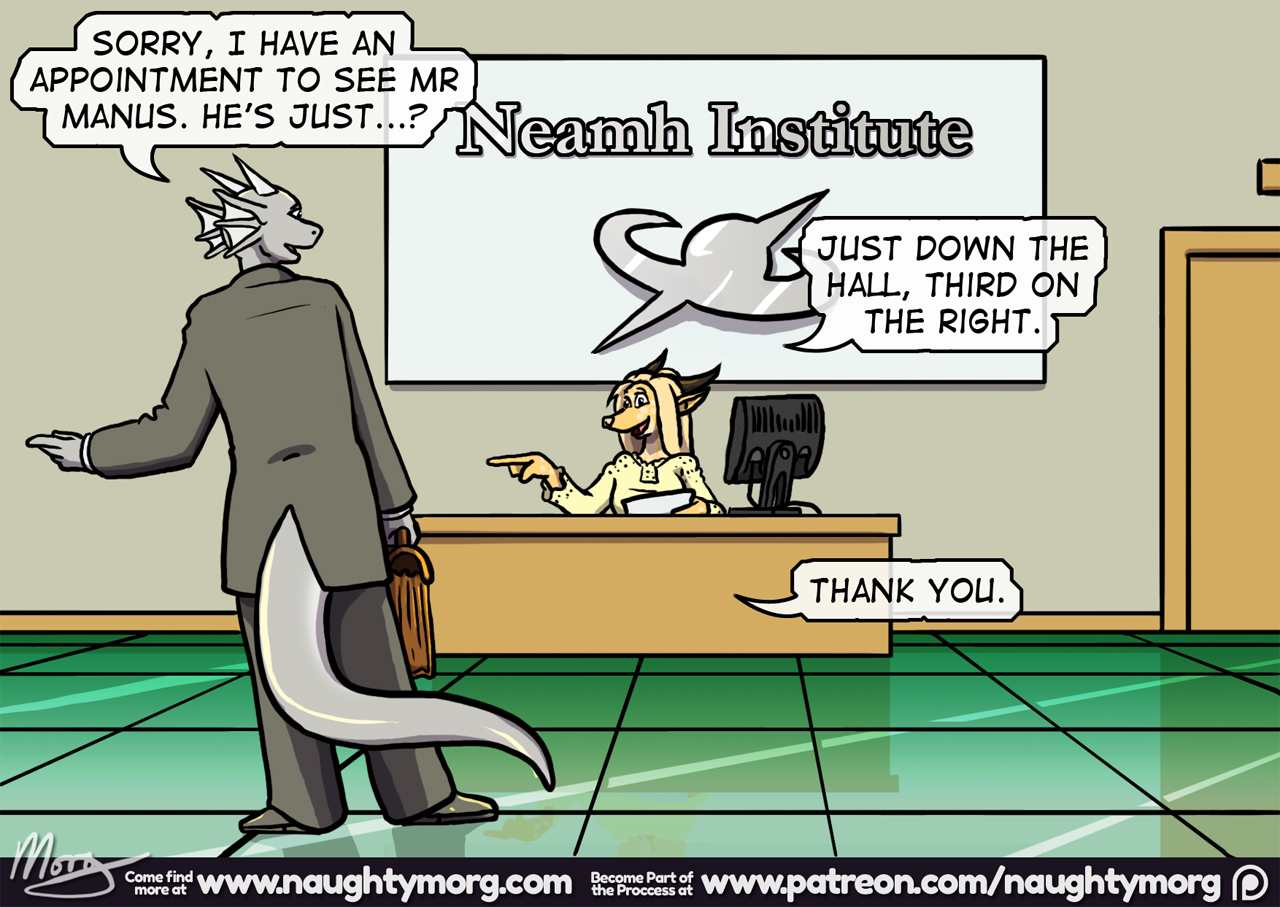 SORRY, I HAVE AN
APPOINTMENT TO SEE MR
MANUS. HE'S JUST...?
Neamh Institute
JUST DOWN THE
HALL, THIRD ON
THE RIGHT.
THANK YOU.
Morg
Come find
more at
www.naughtymorg.com
Become Part of
the Proccess at
www.patreon.com/naughtymorg